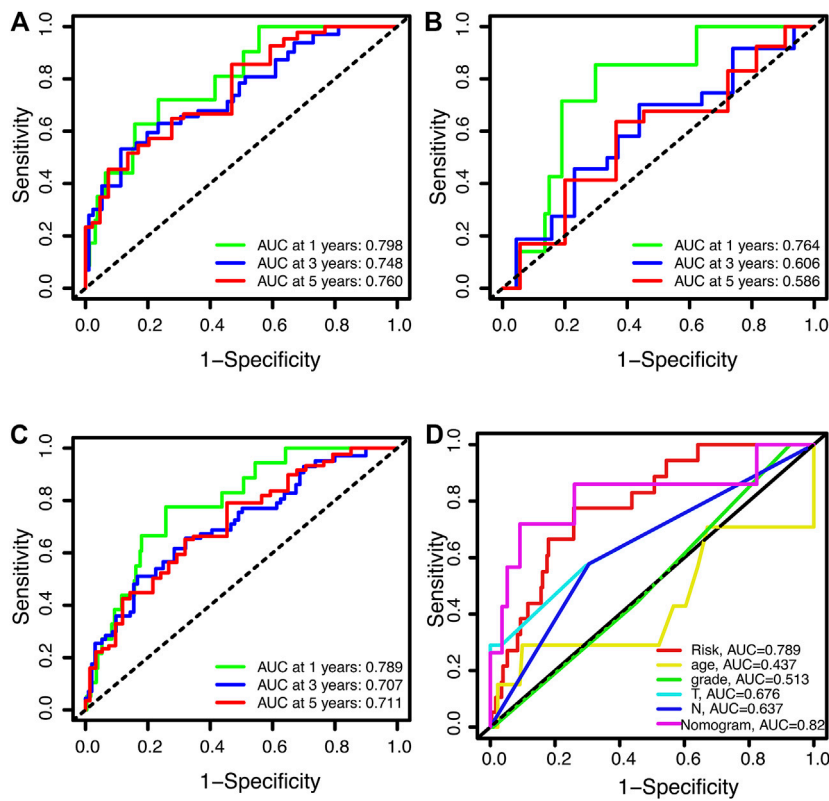 A
Sensitivity
1.0
0.8
0.6
0.4
0.2
0.0
AUC at 1 years: 0.798
AUC at 3 years: 0.748
AUC at 5 years: 0.760
0.0 0.2 0.4 0.6 0.8 1.0
1−Specificity
B
Sensitivity
1.0
0.8
0.6
0.4
0.2
0.0
AUC at 1 years: 0.764
AUC at 3 years: 0.606
AUC at 5 years: 0.586
0.0 0.2 0.4 0.6 0.8 1.0
1−Specificity
C
Sensitivity
1.0
0.8
0.6
0.4
0.2
0.0
AUC at 1 years: 0.789
AUC at 3 years: 0.707
AUC at 5 years: 0.711
0.0 0.2 0.4 0.6 0.8 1.0
1−Specificity
D
Sensitivity
1.0
0.8
0.6
0.4
0.2
0.0
Risk, AUC=0.789
age, AUC=0.437
grade, AUC=0.513
T, AUC=0.676
N, AUC=0.637
Nomogram, AUC=0.82
0.0 0.2 0.4 0.6 0.8 1.0
1−Specificity